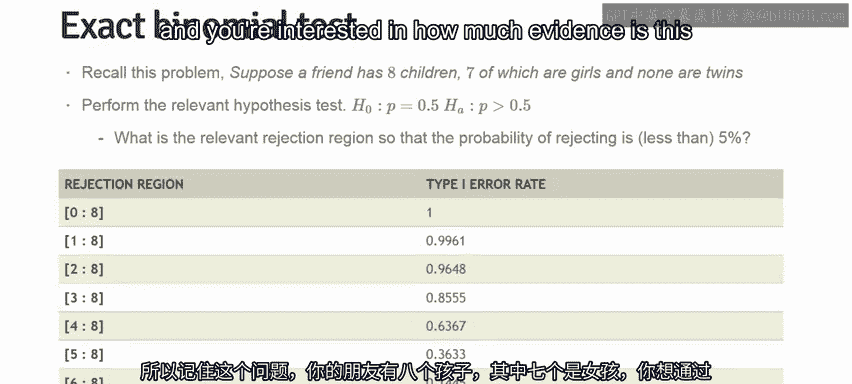 Exact binomial test
and you're interested in how much evidence is this
· Recall this problem, Suppose a friend has 8 children, 7 of which are girls and none are twins
· Perform the relevant hypothesis test. H₀ : p = 0.5 Hₐ : p > 0.5
- What is the relevant rejection region so that the probability of rejecting is (less than) 5%?
REJECTION REGION TYPE I ERROR RATE
[0 : 8] 1
[1 : 8] 0.9961
[2 : 8] 0.9648
[3 : 8] 0.8555
[4 : 8] 0.6367
[5 : 8] 0.3633
所以记住这个问题，你的朋友有八个孩子，其中七个是女孩，你想通过